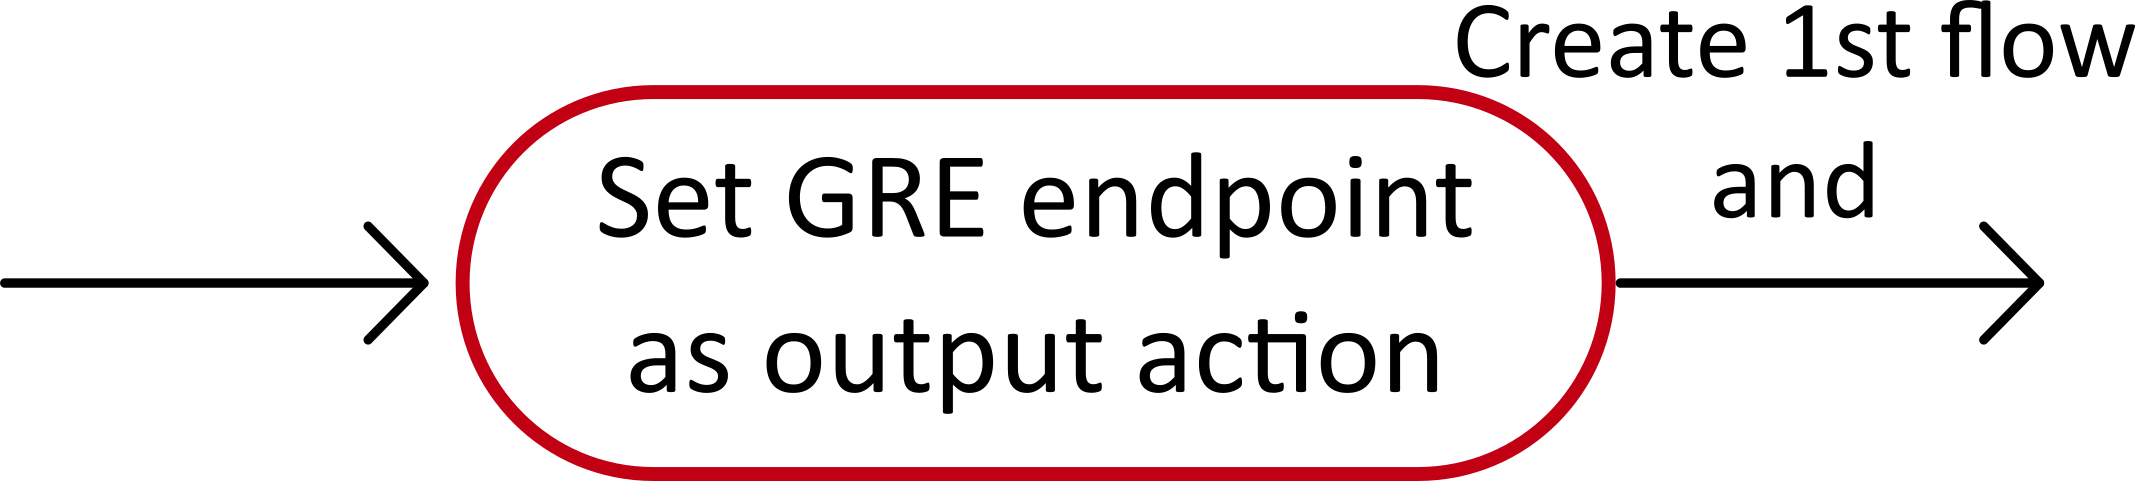 Create 1st flow
and
Set GRE endpoint
as output action